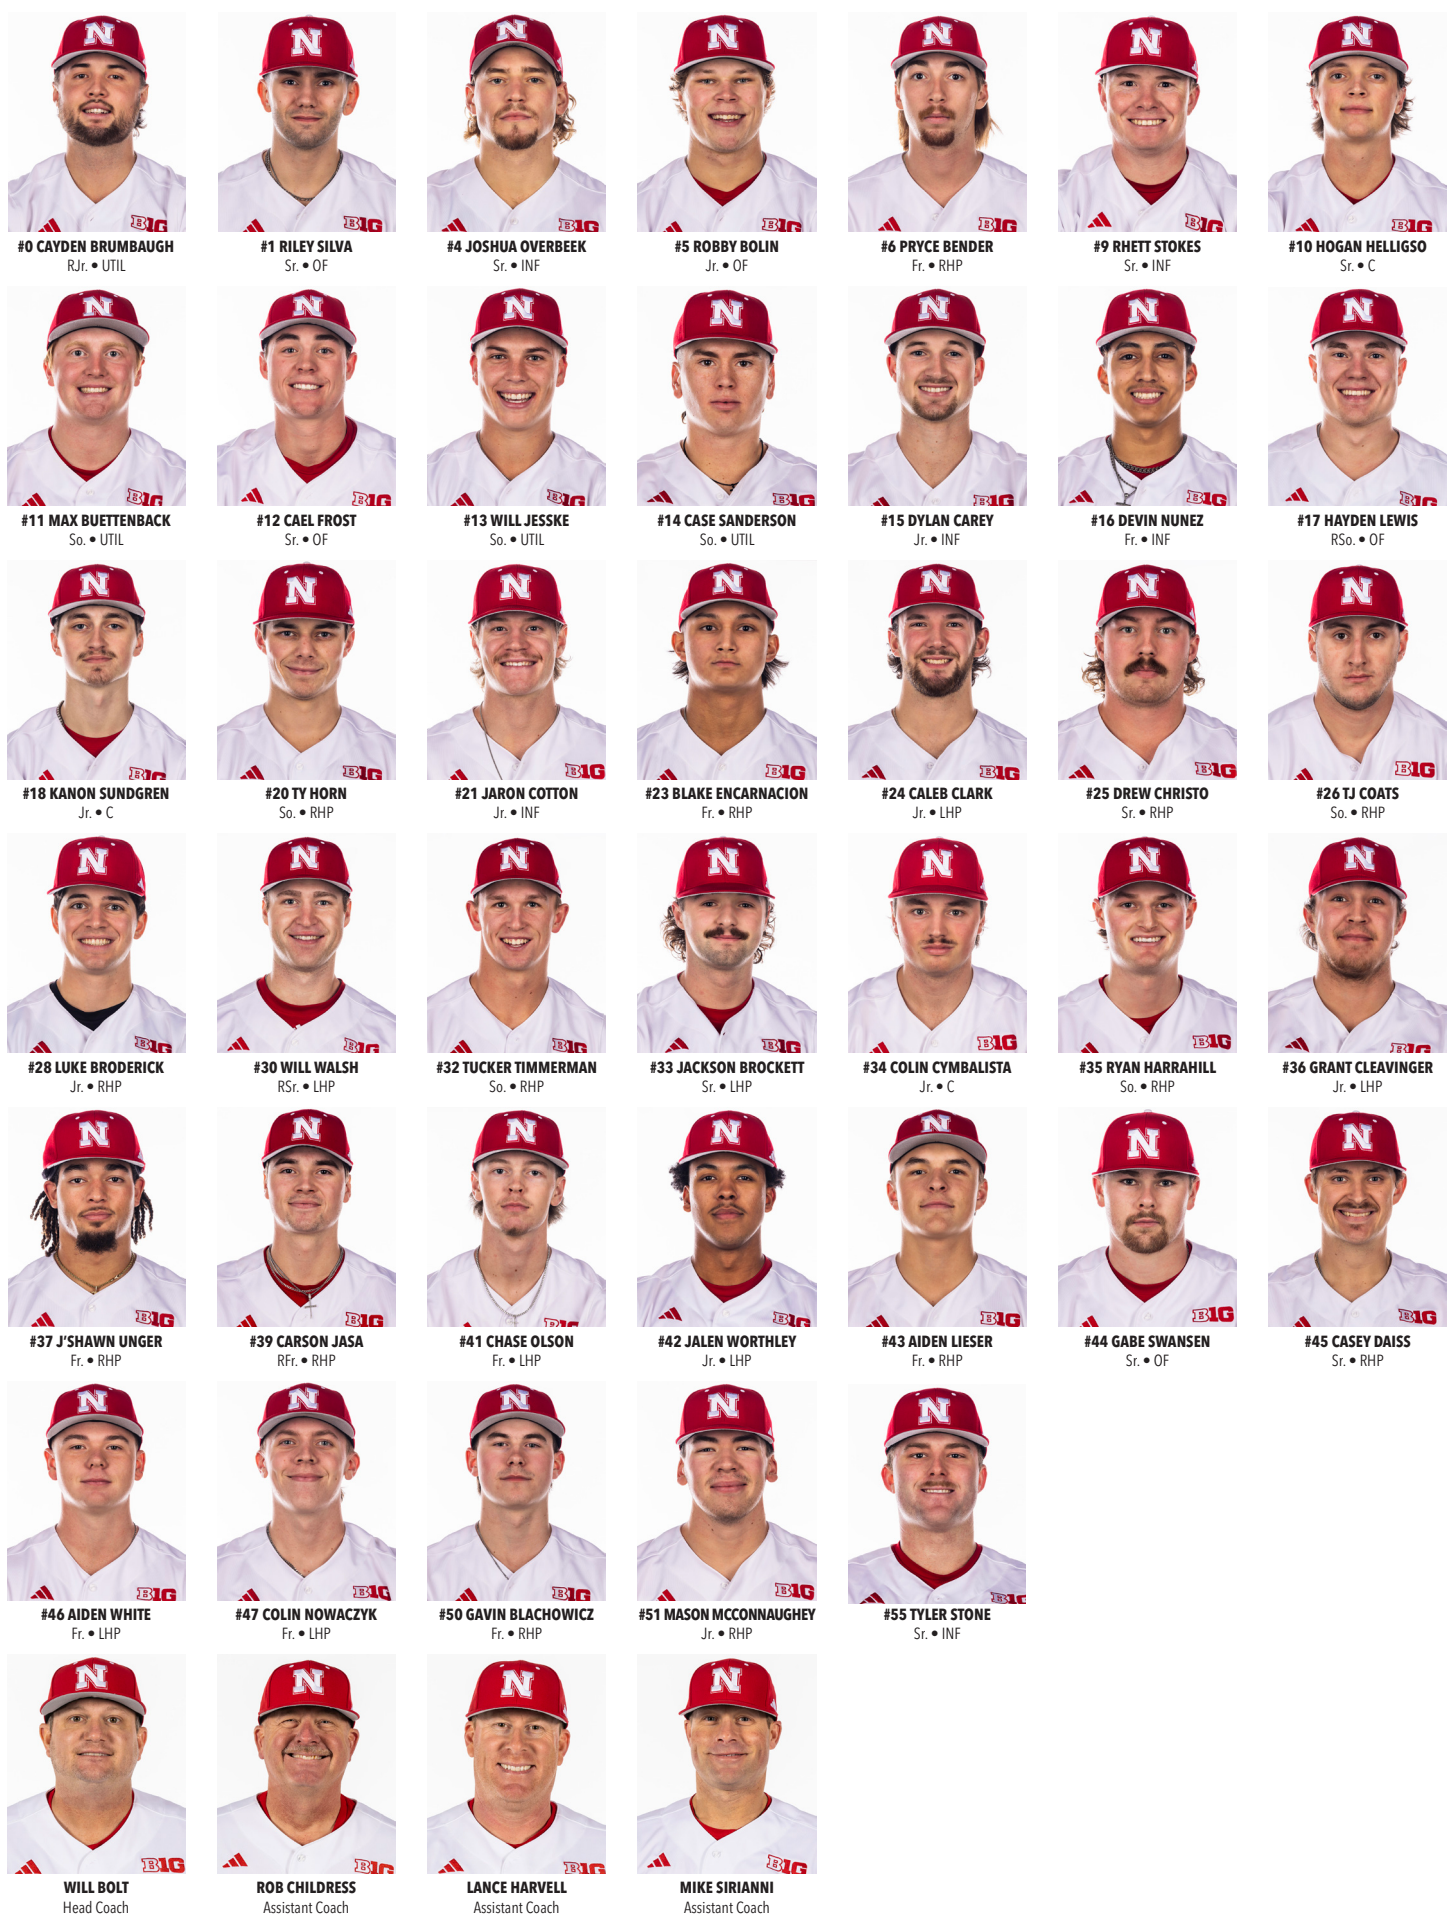 #0 CAYDEN BRUMBAUGH
RJr. • UTIL
#1 RILEY SILVA
Sr. • OF
#4 JOSHUA OVERBEEK
Sr. • INF
#5 ROBBY BOLIN
Jr. • OF
#6 PRYCE BENDER
Fr. • RHP
#9 RHETT STOKES
Sr. • INF
#10 HOGAN HELLIGSO
Sr. • C
#11 MAX BUETTENBACK
So. • UTIL
#12 CAEL FROST
Sr. • OF
#13 WILL JESSKE
So. • UTIL
#14 CASE SANDERSON
So. • UTIL
#15 DYLAN CAREY
Jr. • INF
#16 DEVIN NUNEZ
Fr. • INF
#17 HAYDEN LEWIS
RSo. • OF
#18 KANON SUNDGREN
Jr. • C
#20 TY HORN
So. • RHP
#21 JARON COTTON
Jr. • INF
#23 BLAKE ENCARNACION
Fr. • RHP
#24 CALEB CLARK
Jr. • LHP
#25 DREW CHRISTO
Sr. • RHP
#26 TJ COATS
So. • RHP
#28 LUKE BRODERICK
Jr. • RHP
#30 WILL WALSH
RSr. • LHP
#32 TUCKER TIMMERMAN
So. • RHP
#33 JACKSON BROCKETT
Sr. • LHP
#34 COLIN CYMBALISTA
Jr. • C
#35 RYAN HARRAHILL
So. • RHP
#36 GRANT CLEAVINGER
Jr. • LHP
#37 J'SHAWN UNGER
Fr. • RHP
#39 CARSON JASA
RFr. • RHP
#41 CHASE OLSON
Fr. • LHP
#42 JALEN WORTHLEY
Jr. • LHP
#43 AIDEN LIESER
Fr. • RHP
#44 GABE SWANSEN
Sr. • OF
#45 CASEY DAISS
Sr. • RHP
#46 AIDEN WHITE
Fr. • LHP
#47 COLIN NOWACZYK
Fr. • LHP
#50 GAVIN BLACHOWICZ
Fr. • RHP
#51 MASON MCCONNAUGHEY
Jr. • RHP
#55 TYLER STONE
Sr. • INF
WILL BOLT
Head Coach
ROB CHILDRESS
Assistant Coach
LANCE HARVELL
Assistant Coach
MIKE SIRIANNI
Assistant Coach